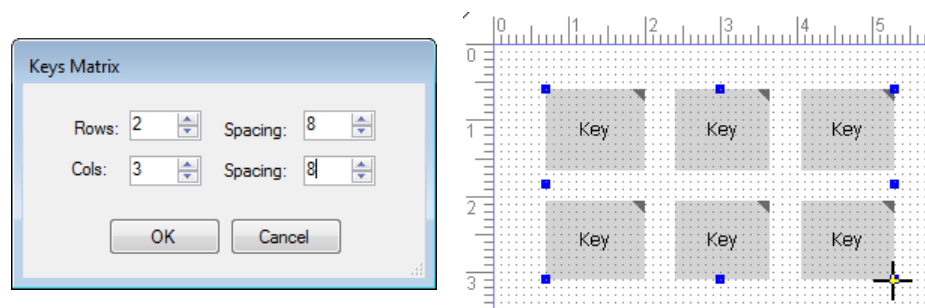 Keys Matrix
Rows: 2 Spacing: 8
Cols: 3 Spacing: 8
OK Cancel
0 1 2 3 4 5
0
1
2
3
Key Key Key
Key Key Key